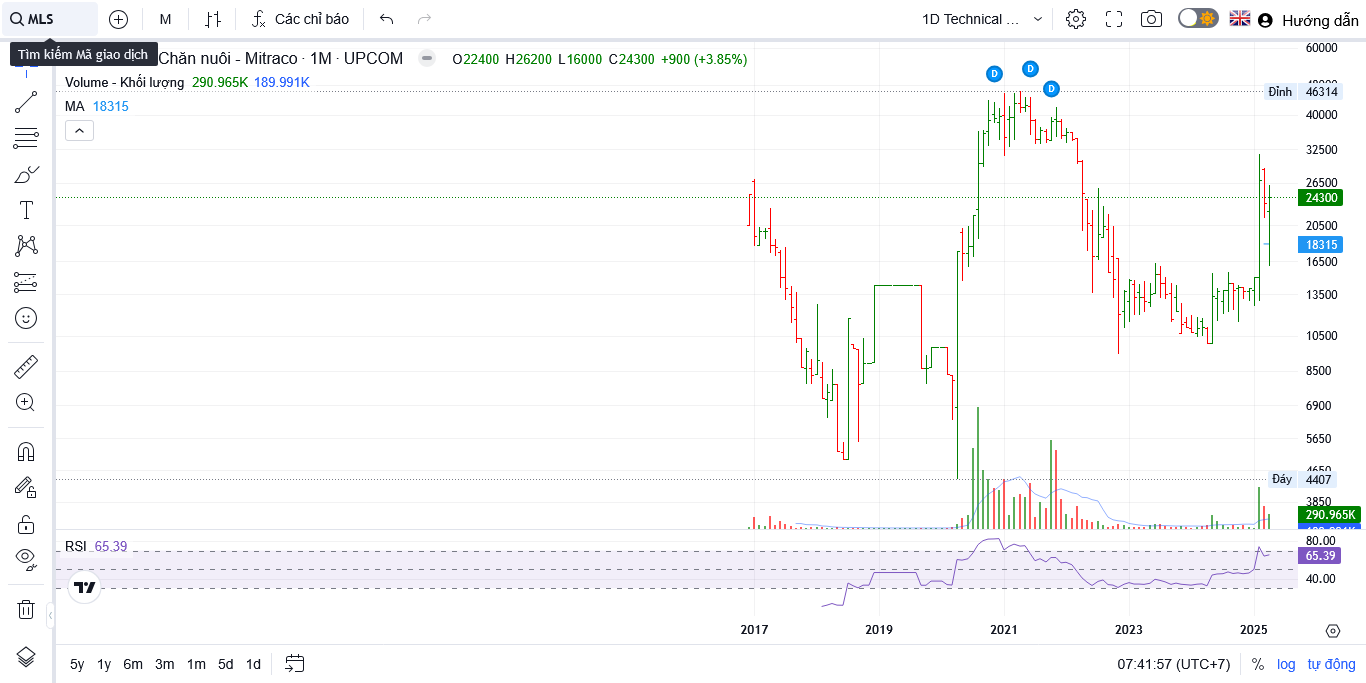 MLS
M
Các chỉ báo
1D Technical ...
Hướng dẫn
Tìm kiếm Mã giao dịch
Chăn nuôi - Mitraco · 1M · UPCOM
O22400 H26200 L16000 C24300 +900 (+3.85%)
Volume - Khối lượng 290.965K 189.991K
MA 18315
D
D
D
60000
Đỉnh 46314
40000
32500
26500
24300
20500
18315
16500
13500
10500
8500
6900
5650
4650
Đáy 4407
3850
290.965K
RSI 65.39
80.00
65.39
40.00
2017 2019 2021 2023 2025
5y 1y 6m 3m 1m 5d 1d
07:41:57 (UTC+7) % log tự động